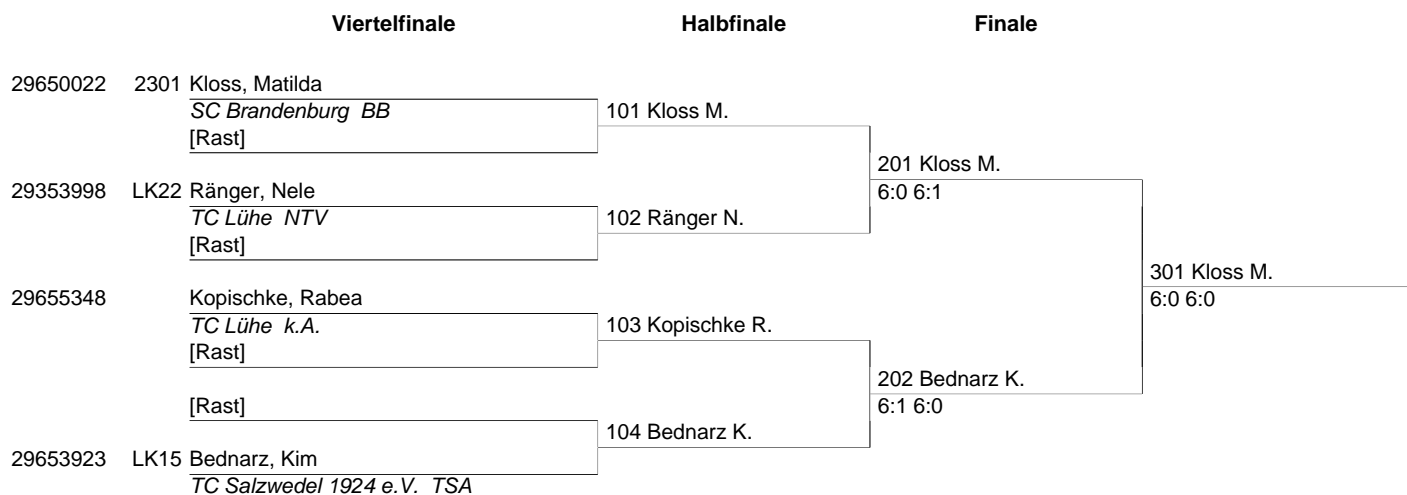 Viertelfinale Halbfinale Finale
29650022 2301 Kloss, Matilda
SC Brandenburg BB
101 Kloss M.
[Rast]
201 Kloss M.
29353998 LK22 Ränger, Nele
6:0 6:1
TC Lühe NTV
102 Ränger N.
[Rast]
301 Kloss M.
29655348 Kopischke, Rabea
6:0 6:0
TC Lühe k.A.
103 Kopischke R.
[Rast]
202 Bednarz K.
[Rast]
6:1 6:0
104 Bednarz K.
29653923 LK15 Bednarz, Kim
TC Salzwedel 1924 e.V. TSA